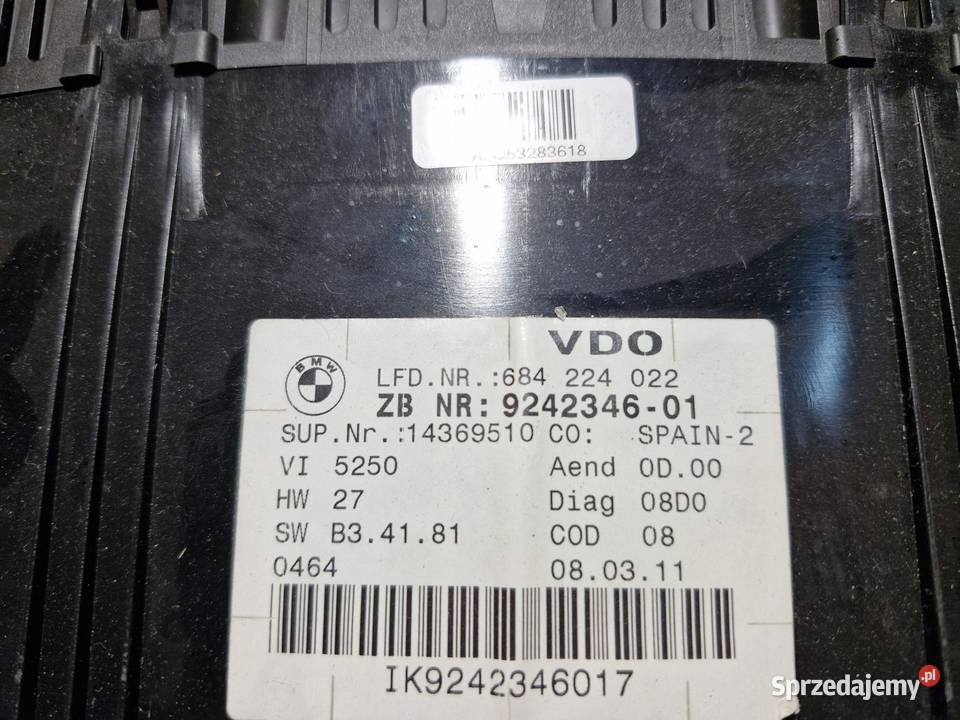 53283618
VDO
BMW
LFD.NR.:684 224 022
ZB NR: 9242346-01
SUP.Nr.:14369510 CO: SPAIN-2
VI 5250 Aend 0D.00
HW 27 Diag 08D0
SW B3.41.81 COD 08
0464 08.03.11
IK9242346017
Sprzedajemy.pl